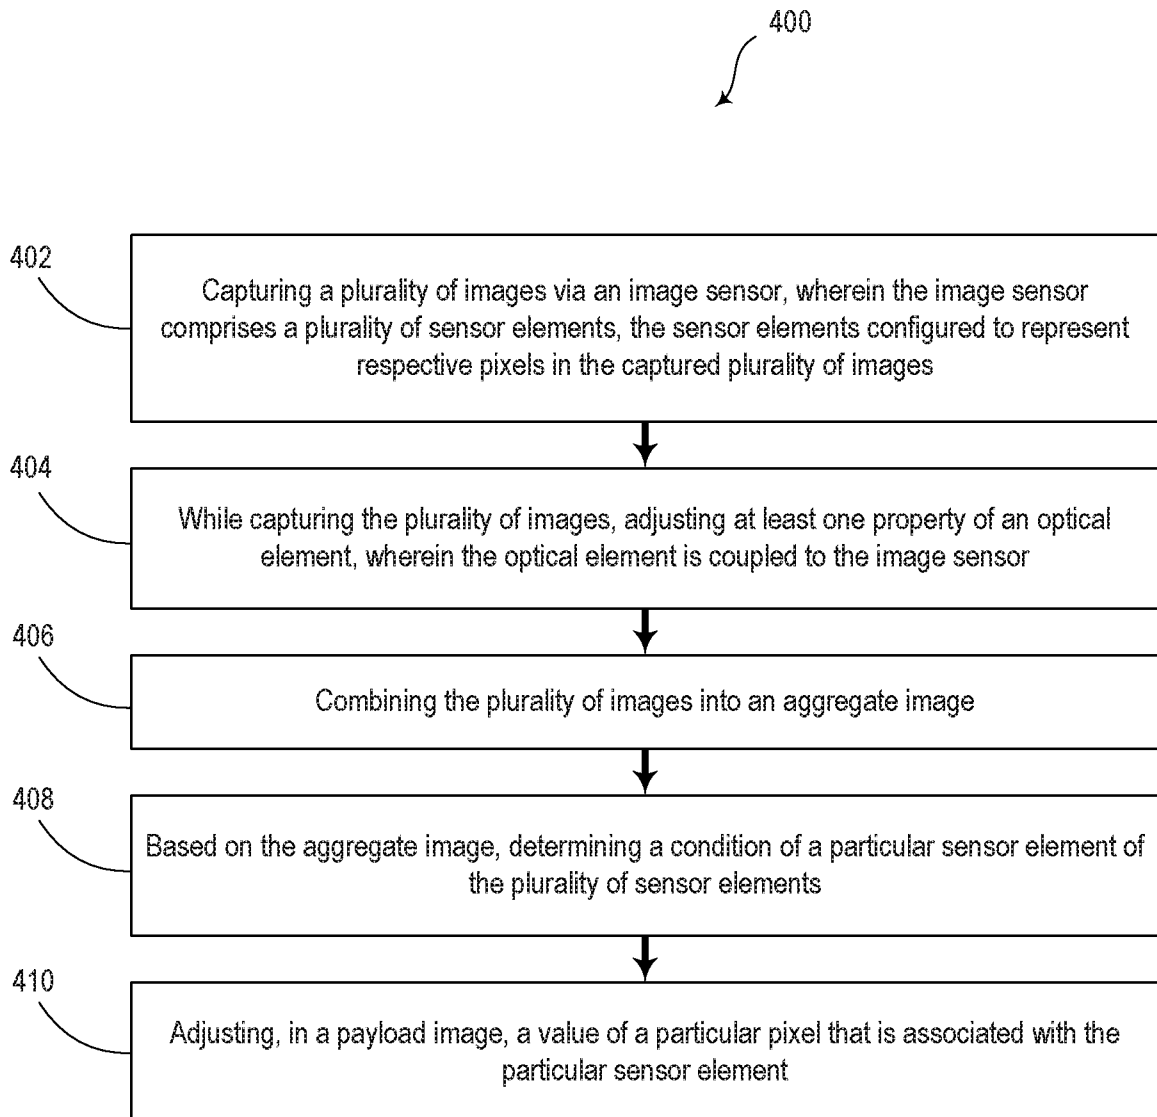 400
402
Capturing a plurality of images via an image sensor, wherein the image sensor
comprises a plurality of sensor elements, the sensor elements configured to represent
respective pixels in the captured plurality of images
404
While capturing the plurality of images, adjusting at least one property of an optical
element, wherein the optical element is coupled to the image sensor
406
Combining the plurality of images into an aggregate image
408
Based on the aggregate image, determining a condition of a particular sensor element of
the plurality of sensor elements
410
Adjusting, in a payload image, a value of a particular pixel that is associated with the
particular sensor element